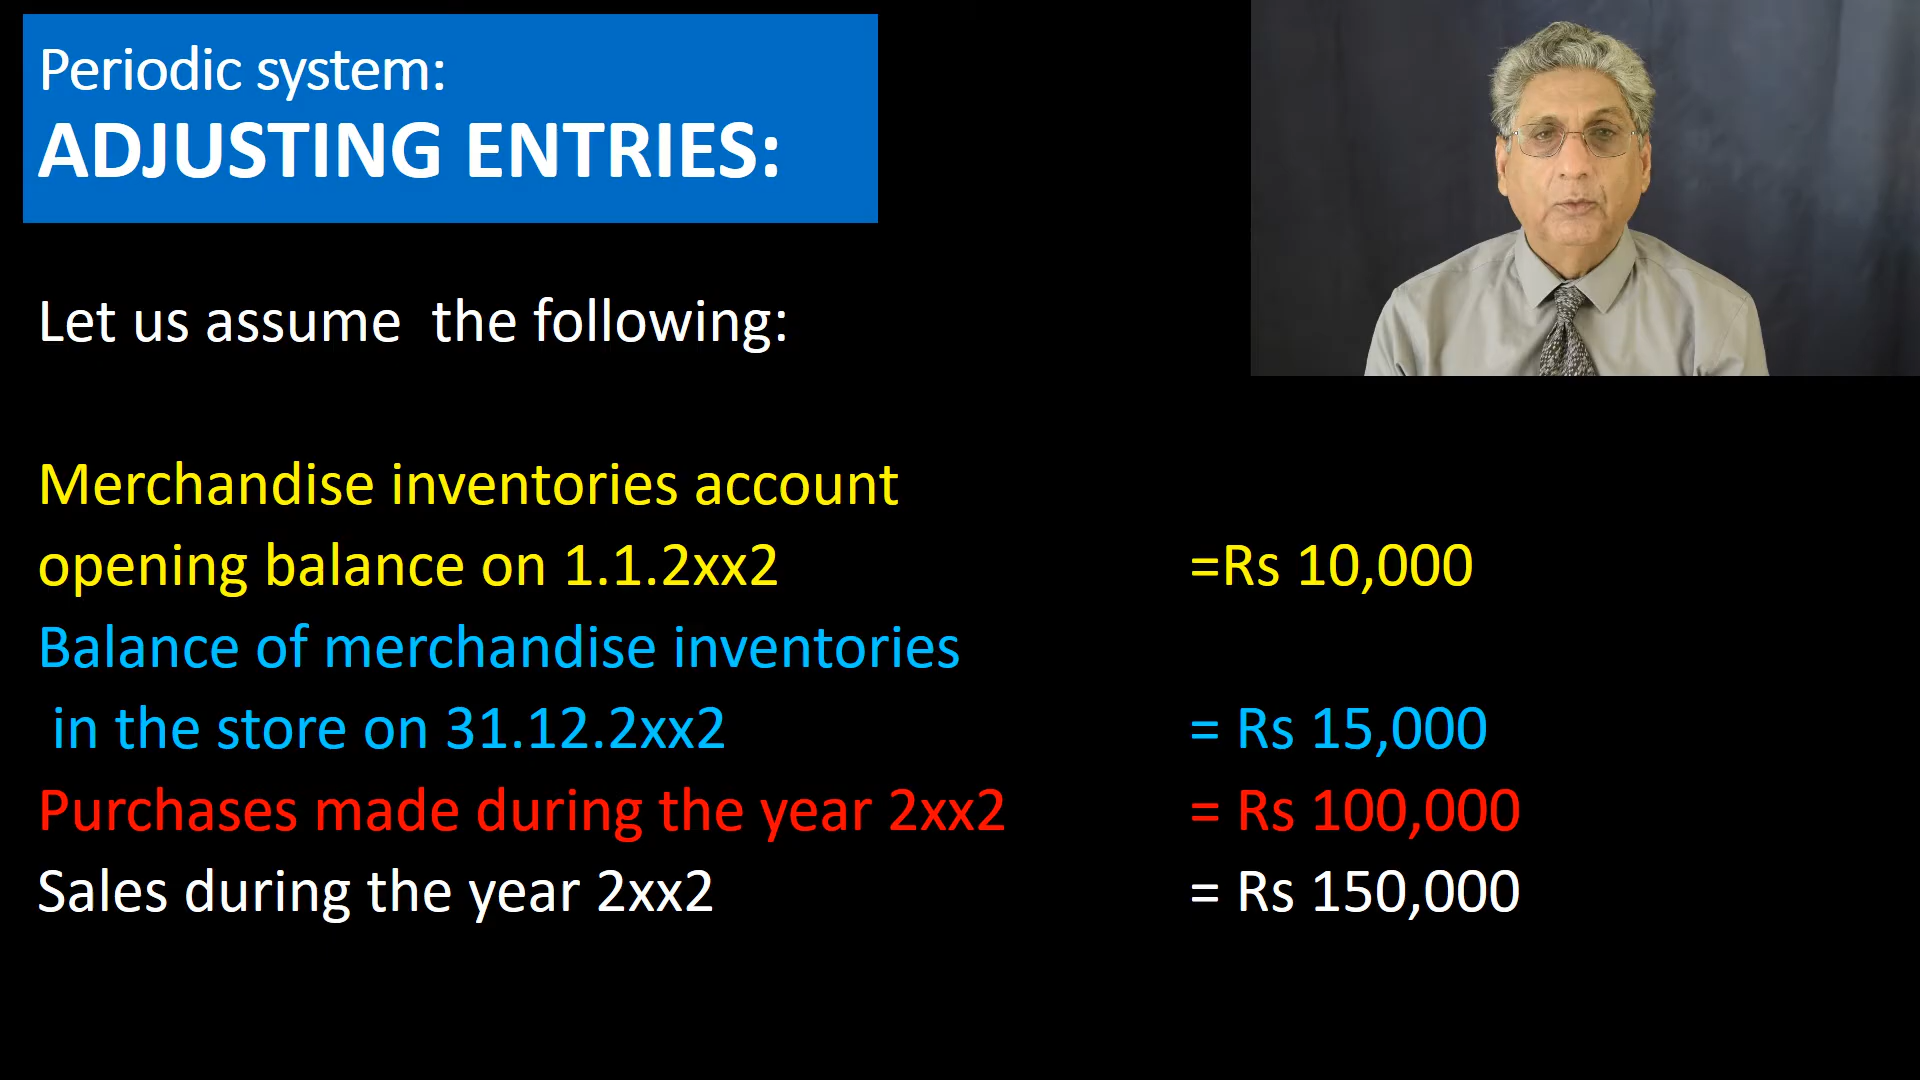 Periodic system:
ADJUSTING ENTRIES:
Let us assume  the following:
Merchandise inventories account
opening balance on 1.1.2xx2 =Rs 10,000
Balance of merchandise inventories
in the store on 31.12.2xx2 = Rs 15,000
Purchases made during the year 2xx2 = Rs 100,000
Sales during the year 2xx2 = Rs 150,000